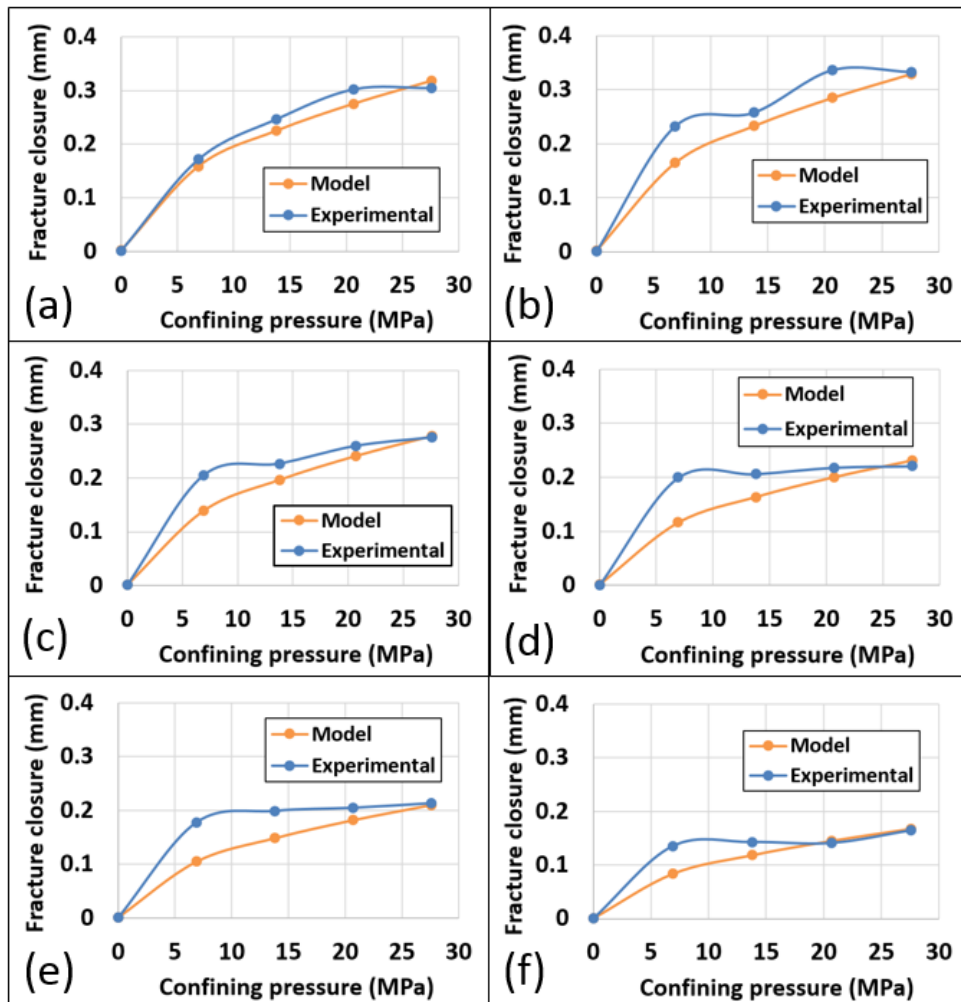 Fracture closure (mm)
0.4
0.3
0.2
0.1
0
Model
Experimental
0 5 10 15 20 25 30
(a)
Confining pressure (MPa)
Fracture closure (mm)
0.4
0.3
0.2
0.1
0
Model
Experimental
0 5 10 15 20 25 30
(b)
Confining pressure (MPa)
Fracture closure (mm)
0.4
0.3
0.2
0.1
0
Model
Experimental
0 5 10 15 20 25 30
(c)
Confining pressure (MPa)
Fracture closure (mm)
0.4
0.3
0.2
0.1
0
Model
Experimental
0 5 10 15 20 25 30
(d)
Confining pressure (MPa)
Fracture closure (mm)
0.4
0.3
0.2
0.1
0
Model
Experimental
0 5 10 15 20 25 30
(e)
Confining pressure (MPa)
Fracture closure (mm)
0.4
0.3
0.2
0.1
0
Model
Experimental
0 5 10 15 20 25 30
(f)
Confining pressure (MPa)